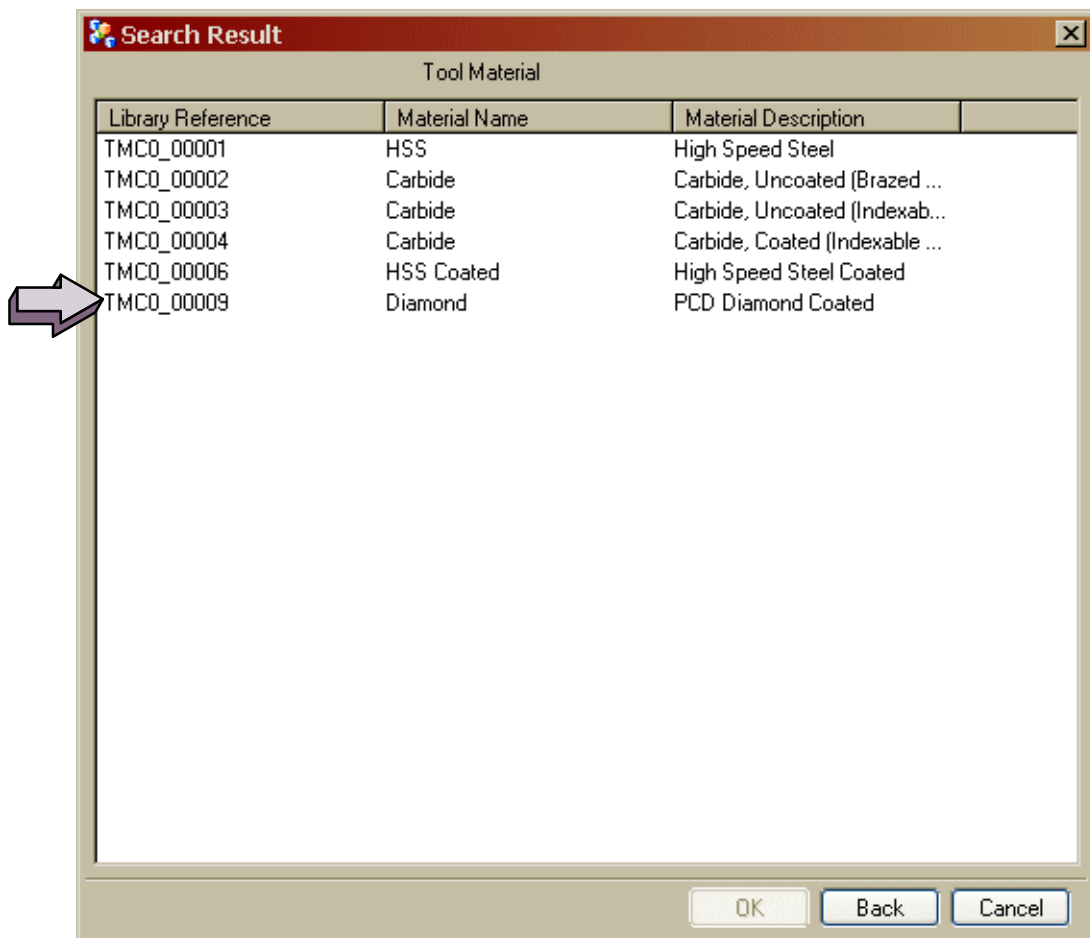 Search Result
Tool Material
Library Reference Material Name Material Description
TMC0_00001 HSS High Speed Steel
TMC0_00002 Carbide Carbide, Uncoated (Brazed ...
TMC0_00003 Carbide Carbide, Uncoated (Indexab...
TMC0_00004 Carbide Carbide, Coated (Indexable ...
TMC0_00006 HSS Coated High Speed Steel Coated
TMC0_00009 Diamond PCD Diamond Coated
OK Back Cancel